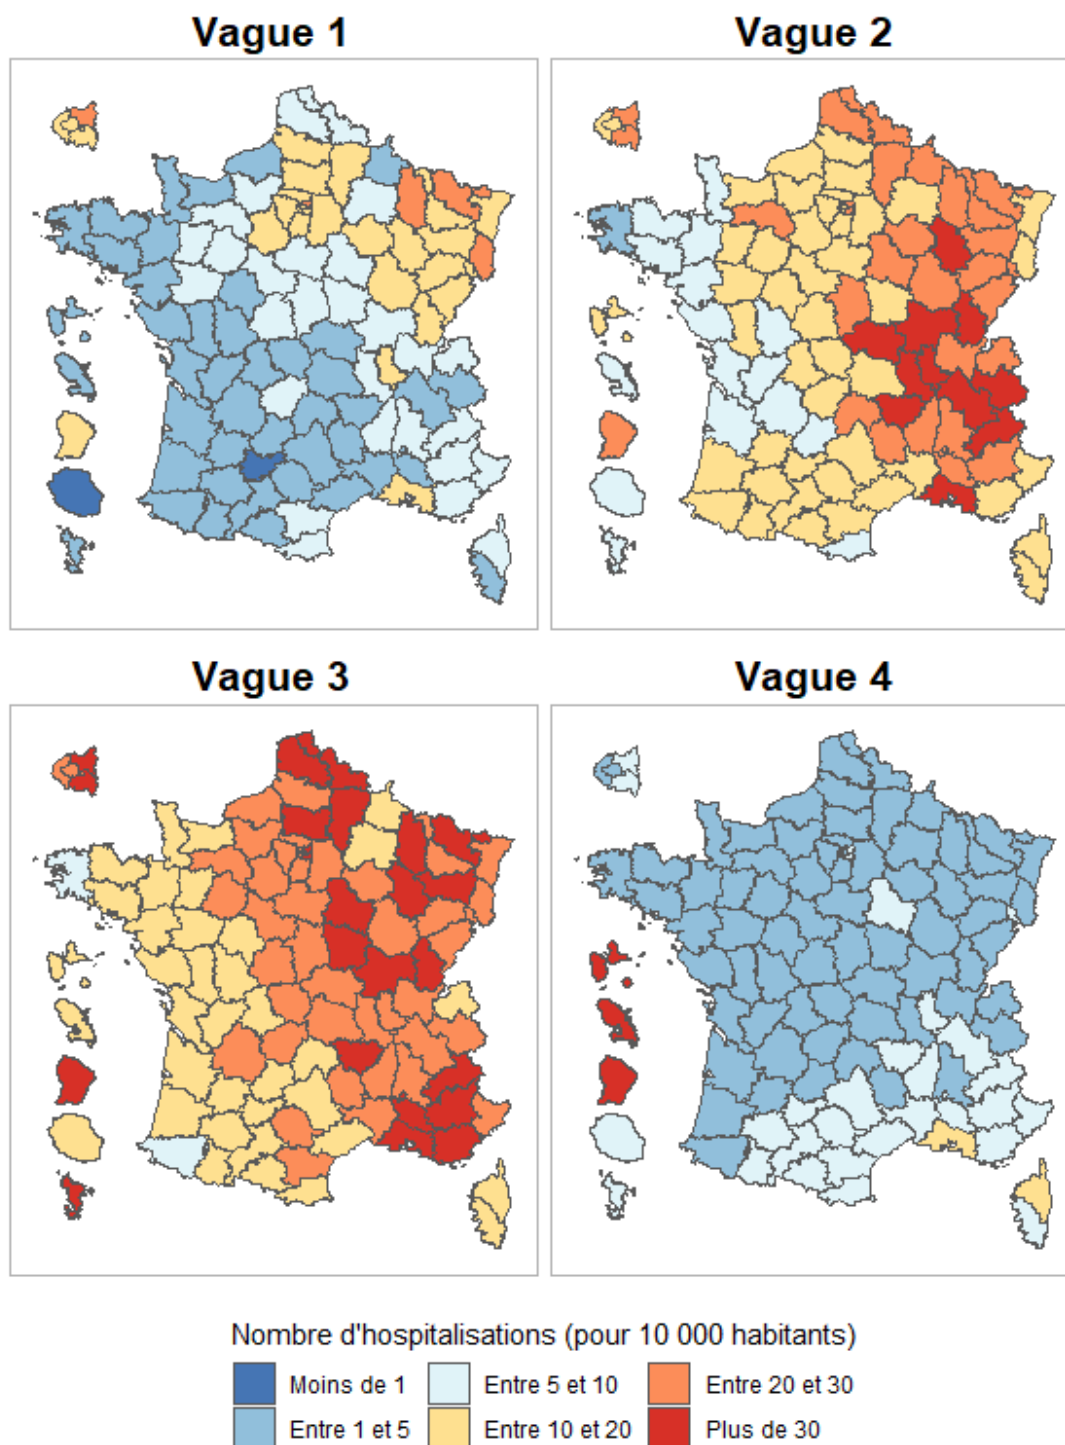 Vague 1
Vague 2
Vague 3
Vague 4
Nombre d'hospitalisations (pour 10 000 habitants)
Moins de 1
Entre 5 et 10
Entre 20 et 30
Entre 1 et 5
Entre 10 et 20
Plus de 30